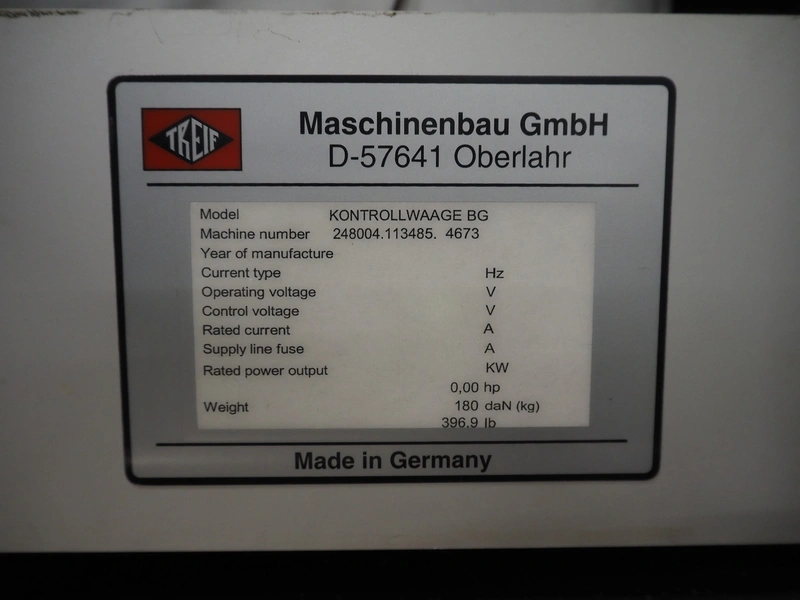 TREIF
Maschinenbau GmbH
D-57641 Oberlahr
Model KONTROLLWAAGE BG
Machine number 248004.113485. 4673
Year of manufacture
Current type Hz
Operating voltage V
Control voltage V
Rated current A
Supply line fuse A
Rated power output KW
0,00 hp
Weight 180 daN (kg)
396.9 lb
Made in Germany